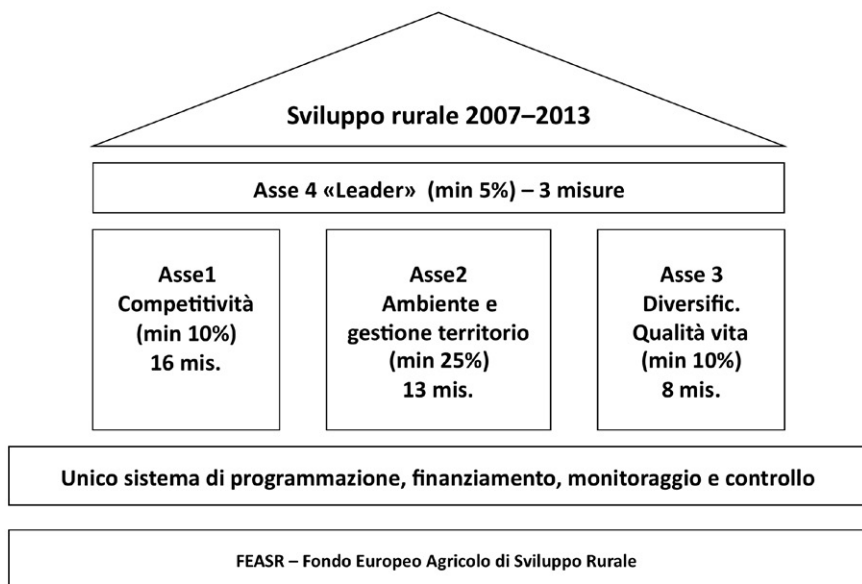 Sviluppo rurale 2007–2013
Asse 4 «Leader» (min 5%) – 3 misure
Asse1
Competitività
(min 10%)
16 mis.
Asse2
Ambiente e
gestione territorio
(min 25%)
13 mis.
Asse 3
Diversific.
Qualità vita
(min 10%)
8 mis.
Unico sistema di programmazione, finanziamento, monitoraggio e controllo
FEASR – Fondo Europeo Agricolo di Sviluppo Rurale